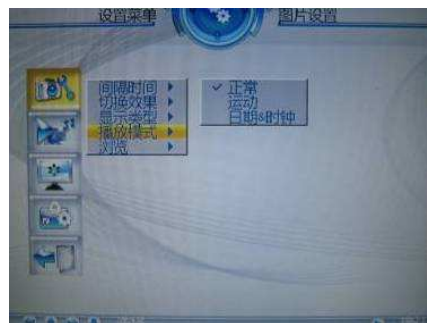 设置菜单
图片设置
间隔时间
切换效果
显示类型
播放模式
浏览
正常
运动
日期&时钟